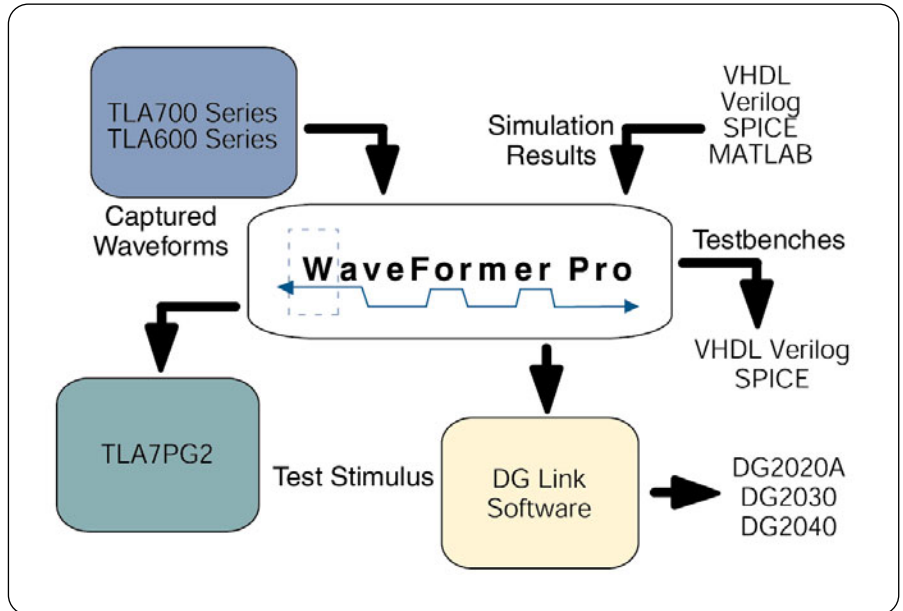 TLA700 Series
TLA600 Series
Captured
Waveforms
Simulation
Results
VHDL
Verilog
SPICE
MATLAB
WaveFormer Pro
Testbenches
VHDL Verilog
SPICE
TLA7PG2
Test Stimulus
DG Link
Software
DG2020A
DG2030
DG2040